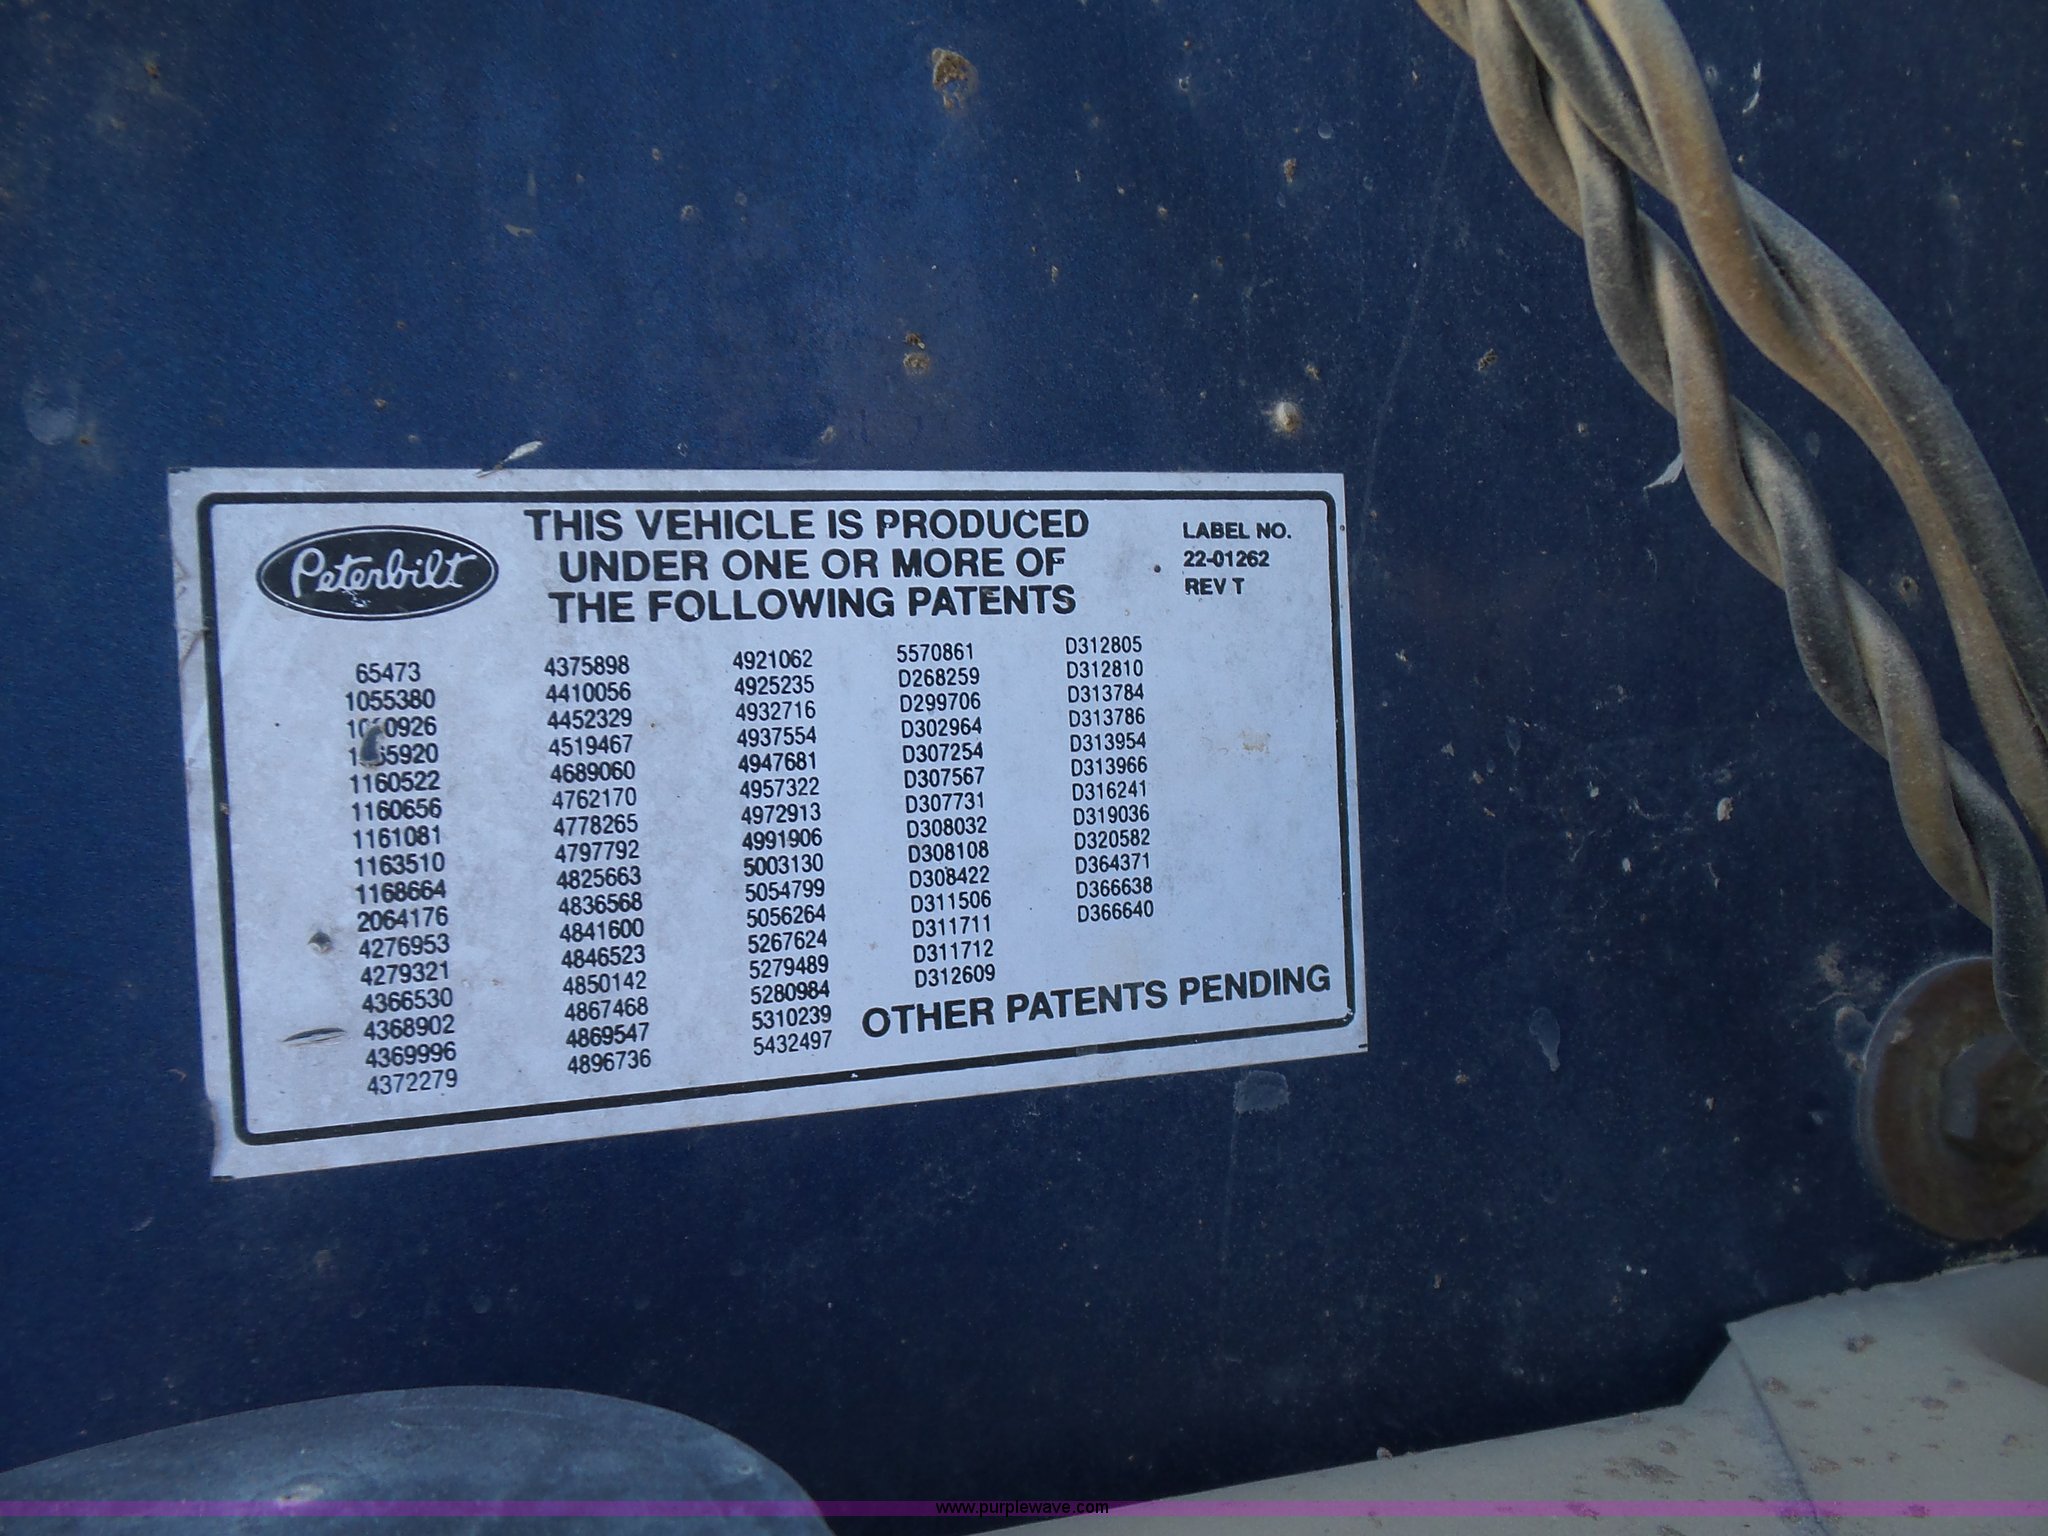 Peterbilt
THIS VEHICLE IS PRODUCED
UNDER ONE OR MORE OF
THE FOLLOWING PATENTS
LABEL NO.
22-01262
REV T
65473
1055380
1160522
1160656
1161081
1163510
1168664
2064176
4276953
4279321
4366530
4368902
4369996
4372279
4375898
4410056
4452329
4519467
4689060
4762170
4778265
4797792
4825663
4836568
4841600
4846523
4850142
4867468
4869547
4896736
4921062
4925235
4932716
4937554
4947681
4957322
4972913
4991906
5003130
5054799
5056264
5267624
5279489
5280984
5310239
5432497
5570861
D268259
D299706
D302964
D307254
D307567
D307731
D308032
D308108
D308422
D311506
D311711
D311712
D312609
D312805
D312810
D313784
D313786
D313954
D313966
D316241
D319036
D320582
D364371
D366638
D366640
OTHER PATENTS PENDING
www.purplewave.com